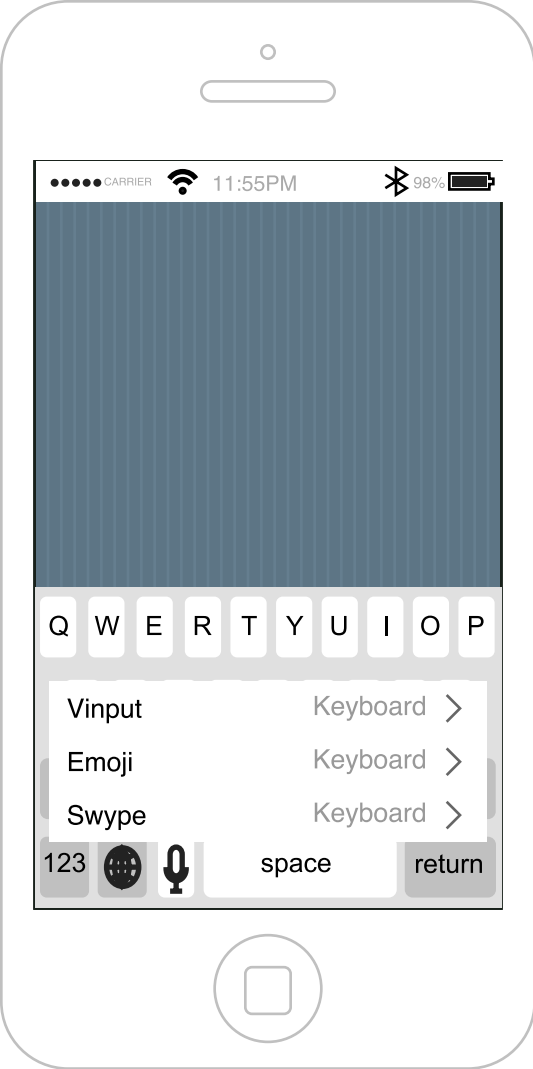 CARRIER 11:55PM 98%
Q W E R T Y U I O P
Vinput Keyboard
Emoji Keyboard
Swype Keyboard
123 space return